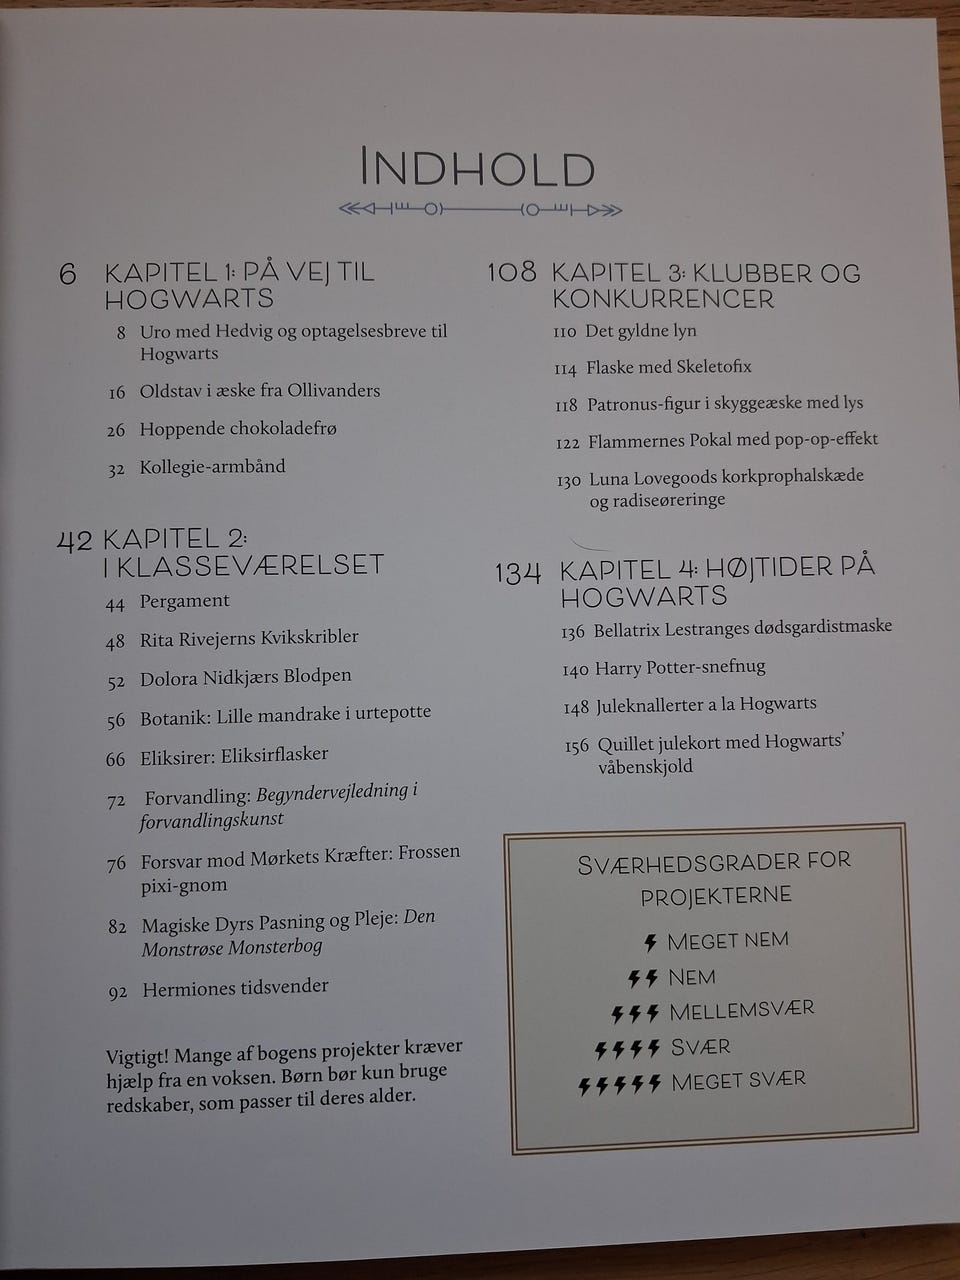 INDHOLD
6 KAPITEL 1: PÅ VEJ TIL
HOGWARTS
8 Uro med Hedvig og optagelsesbreve til
Hogwarts
16 Oldstav i æske fra Ollivanders
26 Hoppende chokoladefrø
32 Kollegie-armbånd
42 KAPITEL 2:
I KLASSEVÆRELSET
44 Pergament
48 Rita Rivejerns Kvikskribler
52 Dolora Nidkjærs Blodpen
56 Botanik: Lille mandrake i urtepotte
66 Eliksirer: Eliksirflasker
72 Forvandling: Begyndervejledning i
forvandlingskunst
76 Forsvar mod Mørkets Kræfter: Frossen
pixi-gnom
82 Magiske Dyrs Pasning og Pleje: Den
Monstrøse Monsterbog
92 Hermiones tidsvender
Vigtigt! Mange af bogens projekter kræver
hjælp fra en voksen. Børn bør kun bruge
redskaber, som passer til deres alder.
108 KAPITEL 3: KLUBBER OG
KONKURRENCER
110 Det gyldne lyn
114 Flaske med Skeletofix
118 Patronus-figur i skyggeæske med lys
122 Flammernes Pokal med pop-op-effekt
130 Luna Lovegoods korkprophalskæde
og radiseøreringe
134 KAPITEL 4: HØJTIDER PÅ
HOGWARTS
136 Bellatrix Lestranges dødsgardistmaske
140 Harry Potter-snefnug
148 Juleknallerter a la Hogwarts
156 Quillet julekort med Hogwarts'
våbenskjold
SVÆRHEDSGRADER FOR
PROJEKTERNE
MEGET NEM
NEM
MELLEMSVÆR
SVÆR
MEGET SVÆR